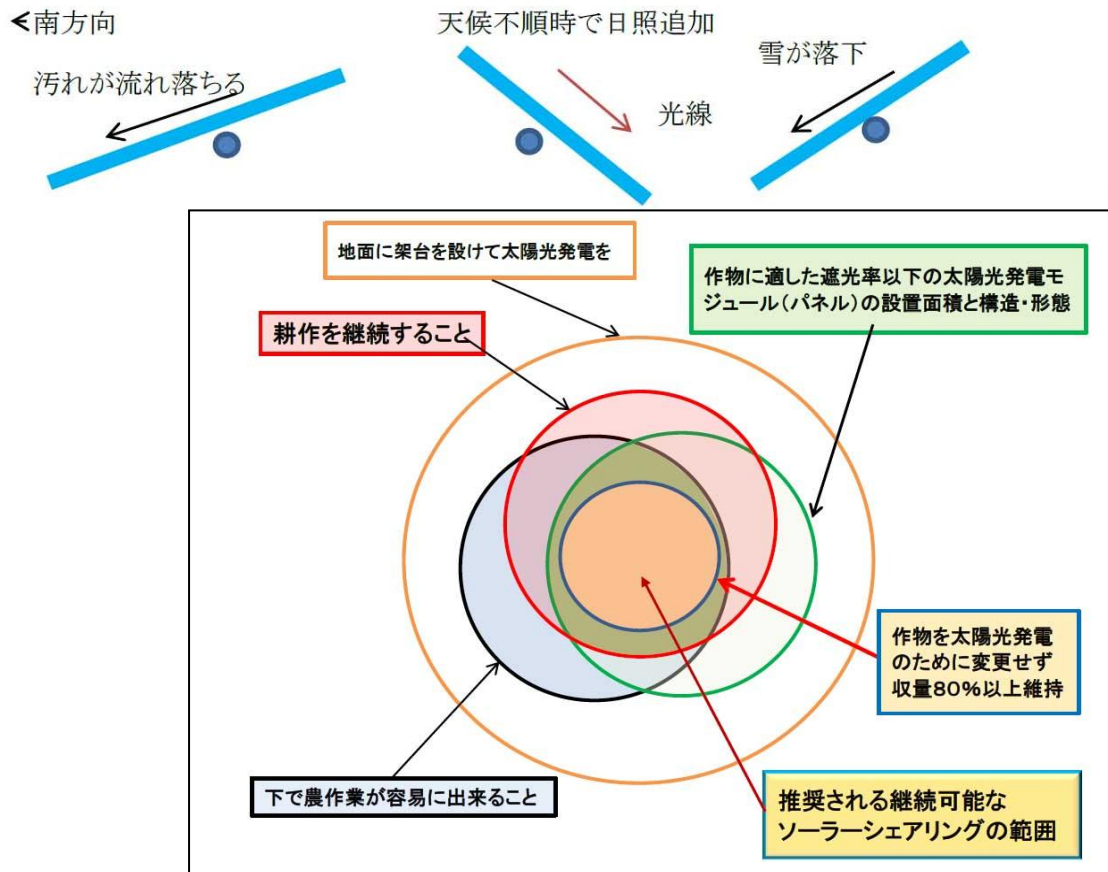 <南方向
天候不順時で日照追加
雪が落下
汚れが流れ落ちる
光線
地面に架台を設けて太陽光発電を
作物に適した遮光率以下の太陽光発電モ
ジュール(パネル)の設置面積と構造・形態
耕作を継続すること
作物を太陽光発電
のために変更せず
収量80%以上維持
下で農作業が容易に出来ること
推奨される継続可能な
ソーラーシェアリングの範囲